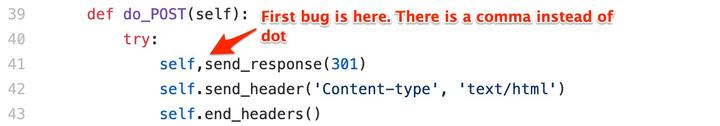 39 def do_POST(self): First bug is here. There is a comma instead of
40 try: dot
41 self,send_response(301)
42 self.send_header('Content-type', 'text/html')
43 self.end_headers()